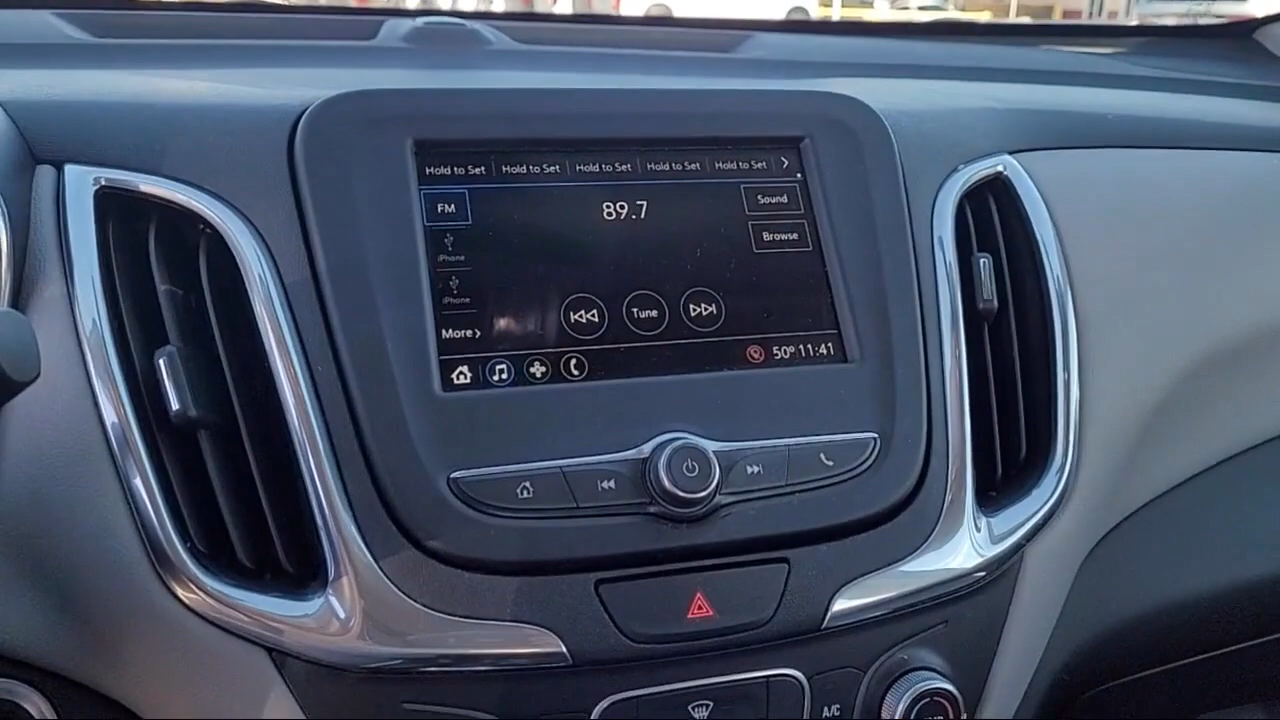 Hold to Set Hold to Set Hold to Set Hold to Set Hold to Set
FM 89.7 Sound
Browse
iPhone
iPhone
Tune
More
50° 11:41
A/C